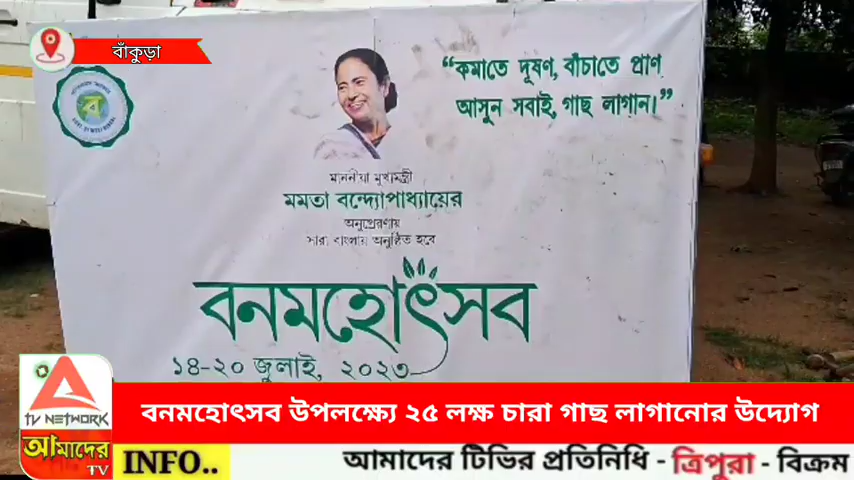 বাঁকুড়া
"কমাতে দূষণ, বাঁচাতে প্রাণ
আসুন সবাই, গাছ লাগান।"
মাননীয়া মুখ্যমন্ত্রী
মমতা বন্দ্যোপাধ্যায়ের
অনুপ্রেরণায়
সারা বাংলায় অনুষ্ঠিত হবে
বনমহোৎসব
১৪-২০ জুলাই, ২০২৩
বনমহোৎসব উপলক্ষ্যে ২৫ লক্ষ চারা গাছ লাগানোর উদ্যোগ
TV NETWORK
আমাদের
TV
INFO..
আমাদের টিভির প্রতিনিধি - ত্রিপুরা - বিক্রম